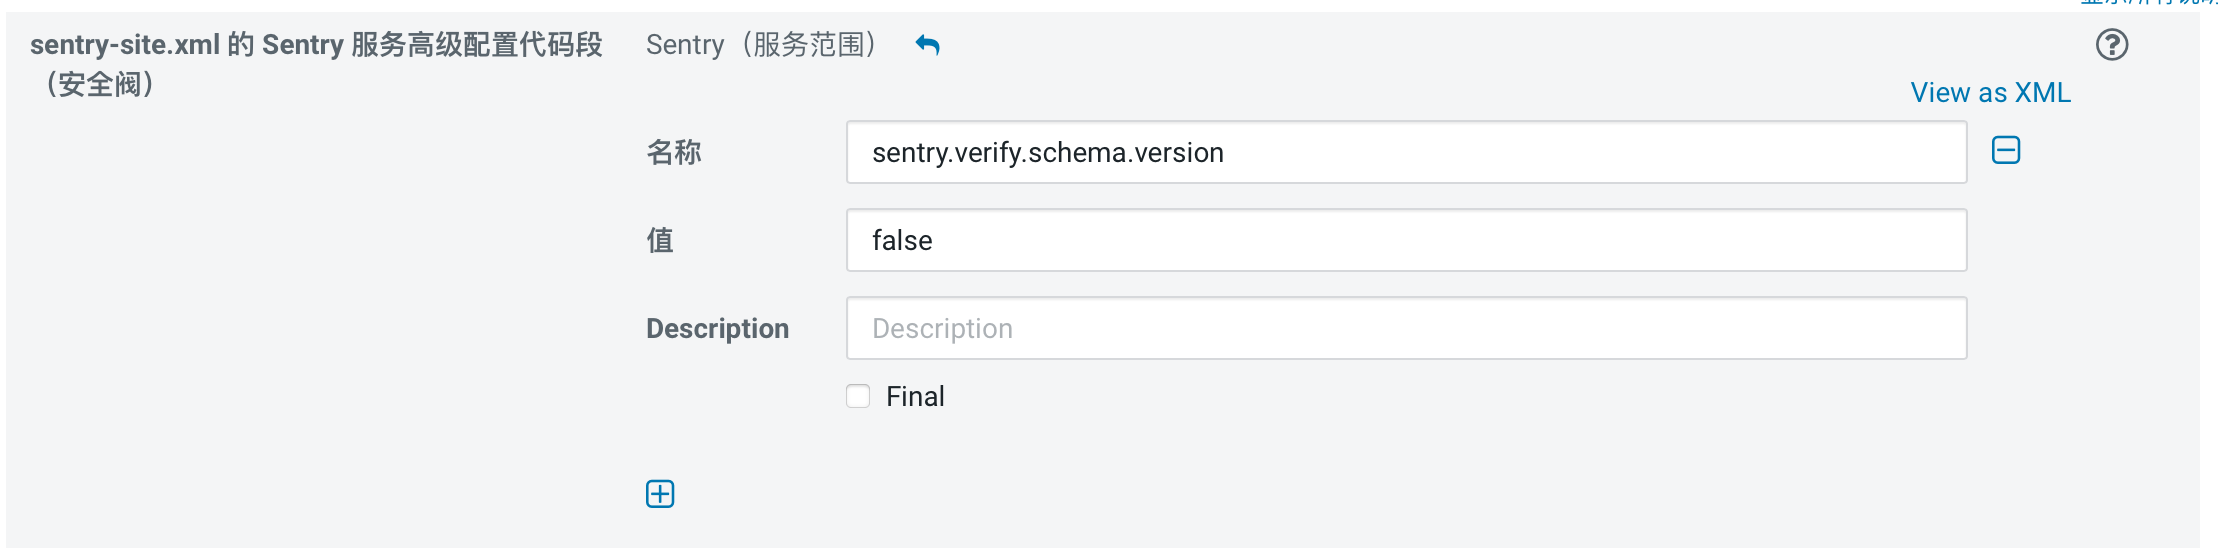 sentry-site.xml 的 Sentry 服务高级配置代码段
（安全阀）
Sentry（服务范围）
View as XML
名称
sentry.verify.schema.version
值
false
Description
Description
Final